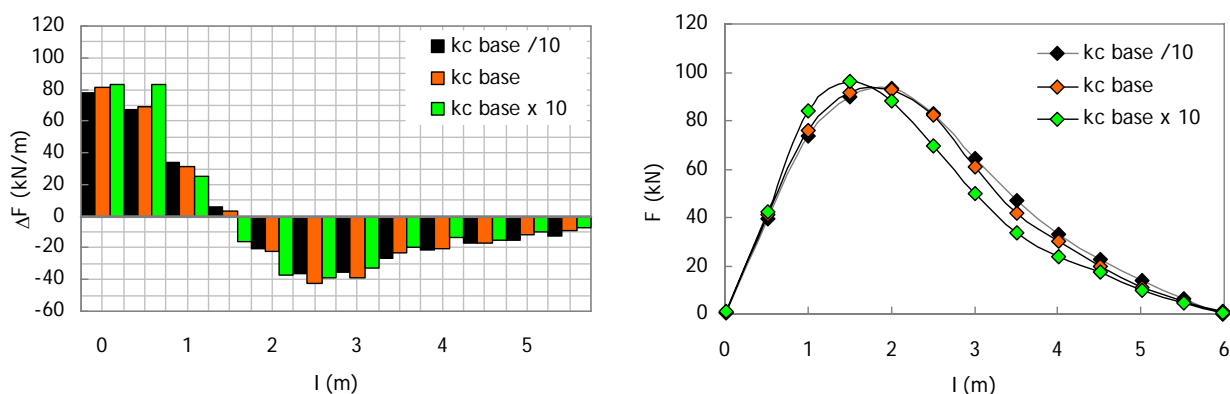 120
100
80
60
40
20
0
-20
-40
-60
ΔF (kN/m)
kc base /10
kc base
kc base x 10
0 1 2 3 4 5
l (m)
120
100
80
60
40
20
0
F (kN)
kc base /10
kc base
kc base x 10
0 1 2 3 4 5 6
l (m)